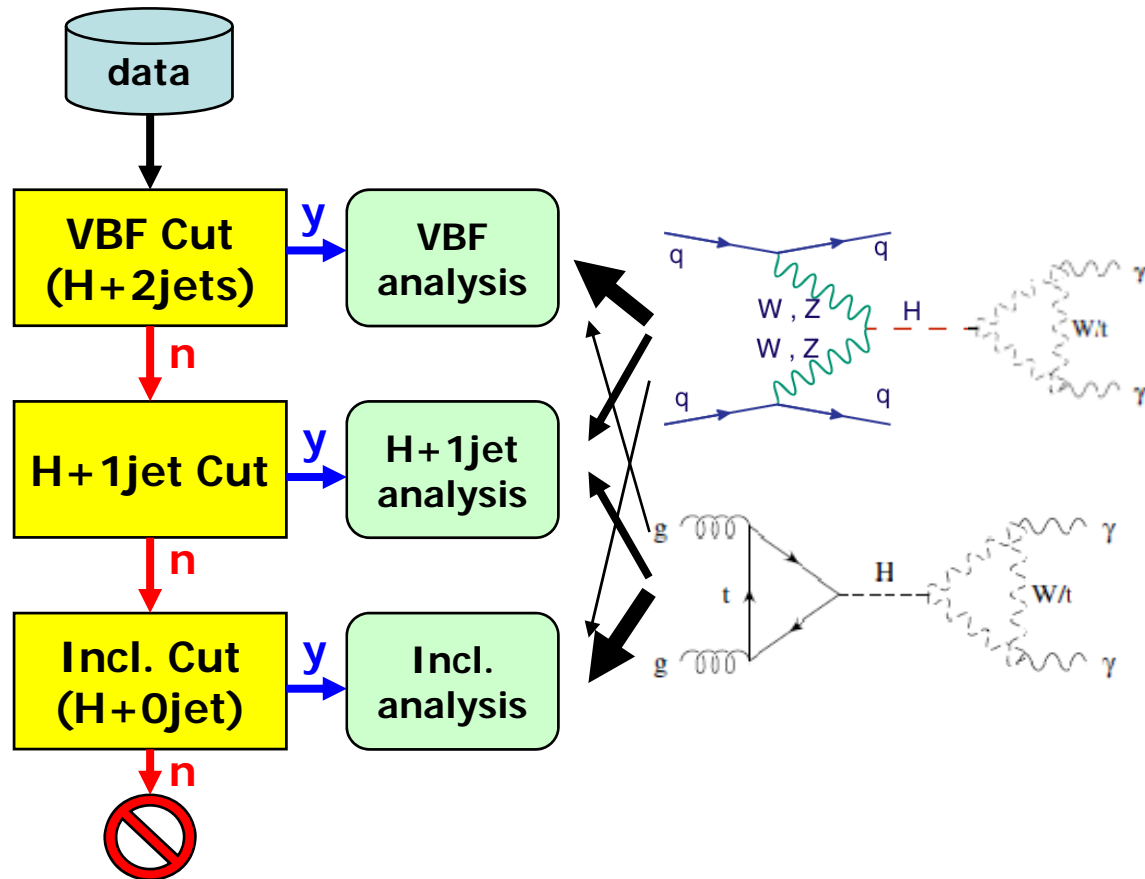 data
VBF Cut
(H+2jets)
y
VBF
analysis
n
H+1jet Cut
y
H+1jet
analysis
n
Incl. Cut
(H+0jet)
y
Incl.
analysis
n
q
q
W , Z
W , Z
H
W/t
γ
γ
q
q
g
g
t
H
W/t
γ
γ